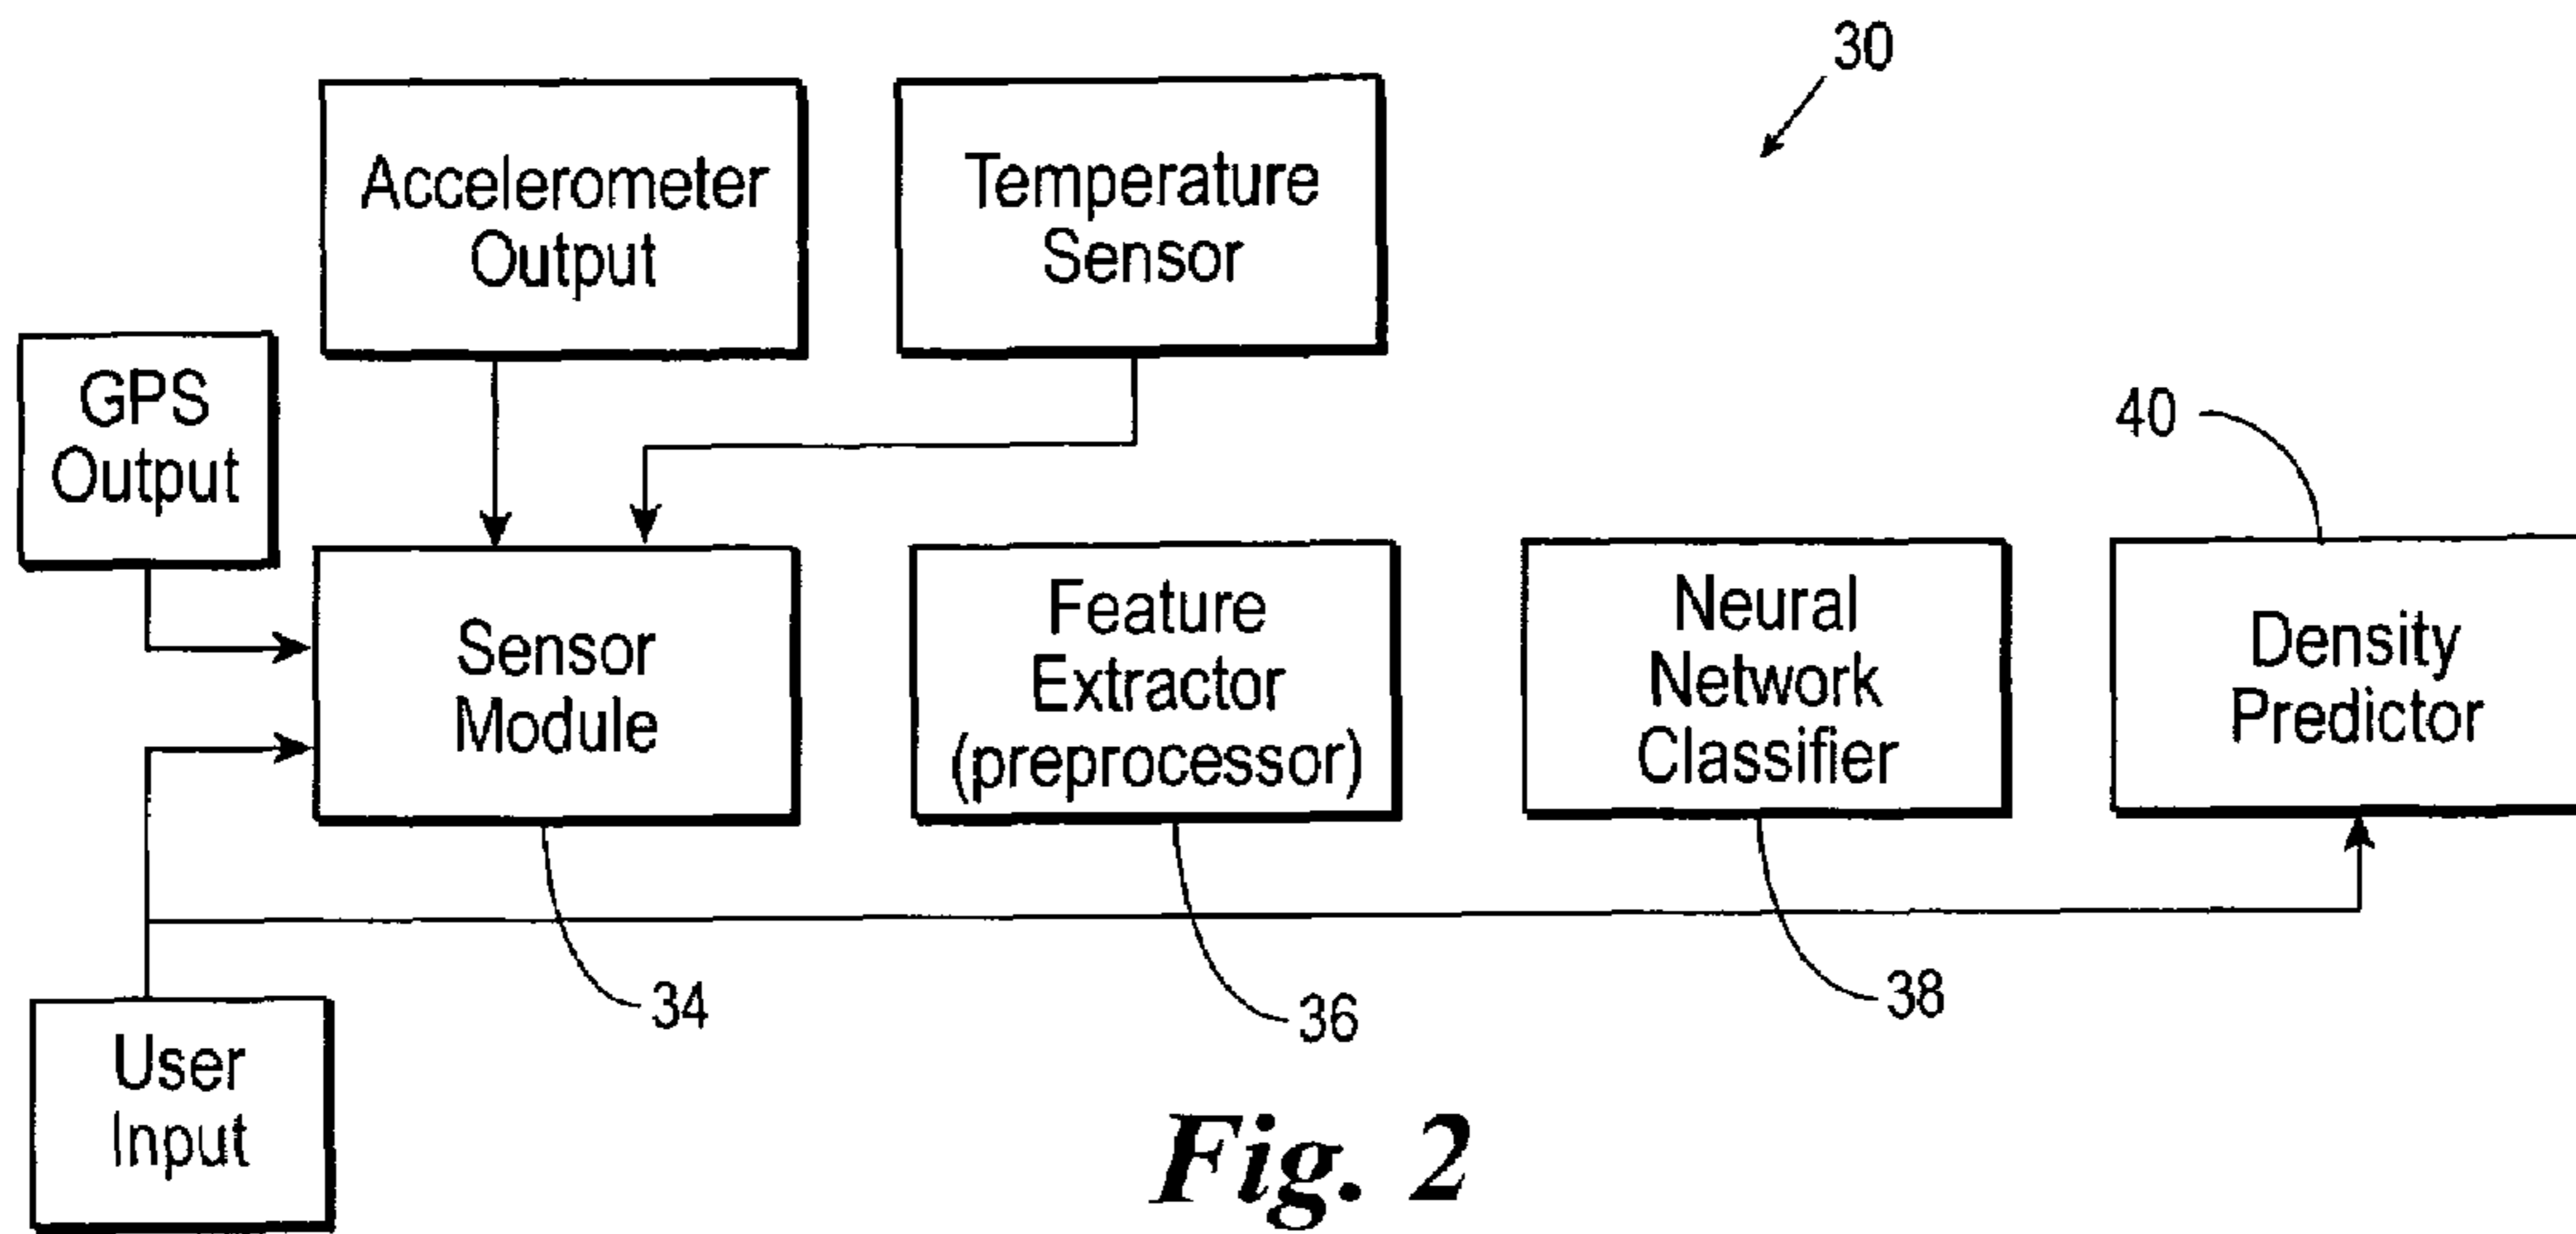 30
Accelerometer
Output
Temperature
Sensor
GPS
Output
40
Sensor
Module
Feature
Extractor
(preprocessor)
Neural
Network
Classifier
Density
Predictor
34
36
38
User
Input
Fig. 2